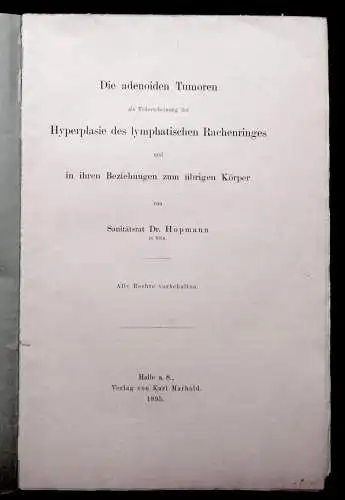 Die adenoiden Tumoren
als Teilerscheinung der
Hyperplasie des lymphatischen Rachenringes
und
in ihren Beziehungen zum übrigen Körper
von
Sanitätsrat Dr. Hopmann
in Köln.
Alle Rechte vorbehalten.
Halle a. S.,
Verlag von Karl Marhold.
1895.